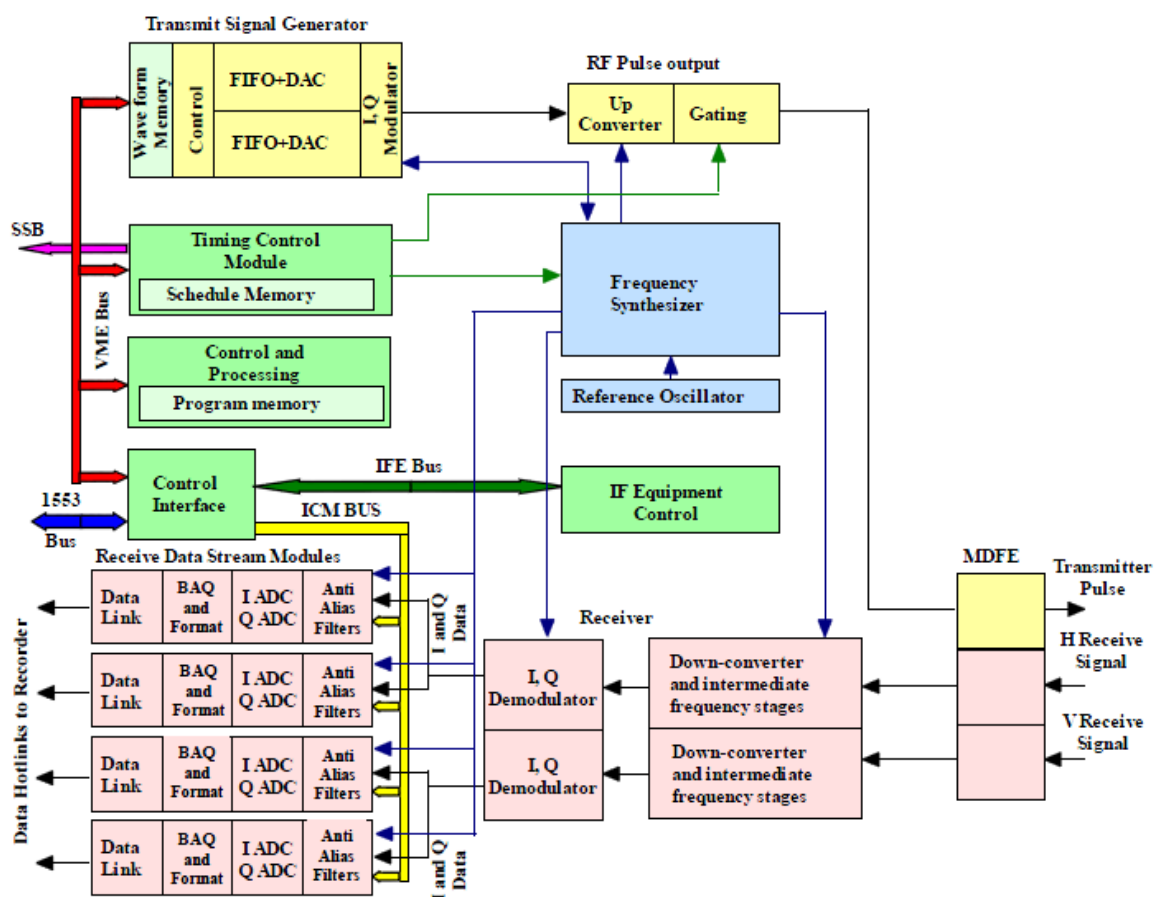 Transmit Signal Generator
Waveform
Memory
Control
FIFO+DAC
FIFO+DAC
I, Q
Modulator
RF Pulse output
Up
Converter
Gating
SSB
VME Bus
Timing Control
Module
Schedule Memory
Frequency
Synthesizer
Control and
Processing
Program memory
Reference Oscillator
Control
Interface
IFE Bus
IF Equipment
Control
1553
Bus
ICM BUS
Receive Data Stream Modules
MDFE
Transmitter
Pulse
H Receive
Signal
V Receive
Signal
Receiver
Down-converter
and intermediate
frequency stages
Down-converter
and intermediate
frequency stages
I, Q
Demodulator
I, Q
Demodulator
I and Q
Data
I and Q
Data
Data
Link
BAQ
and
Format
I ADC
Q ADC
Anti
Alias
Filters
Data
Link
BAQ
and
Format
I ADC
Q ADC
Anti
Alias
Filters
Data
Link
BAQ
and
Format
I ADC
Q ADC
Anti
Alias
Filters
Data
Link
BAQ
and
Format
I ADC
Q ADC
Anti
Alias
Filters
Data Hotlinks to Recorder